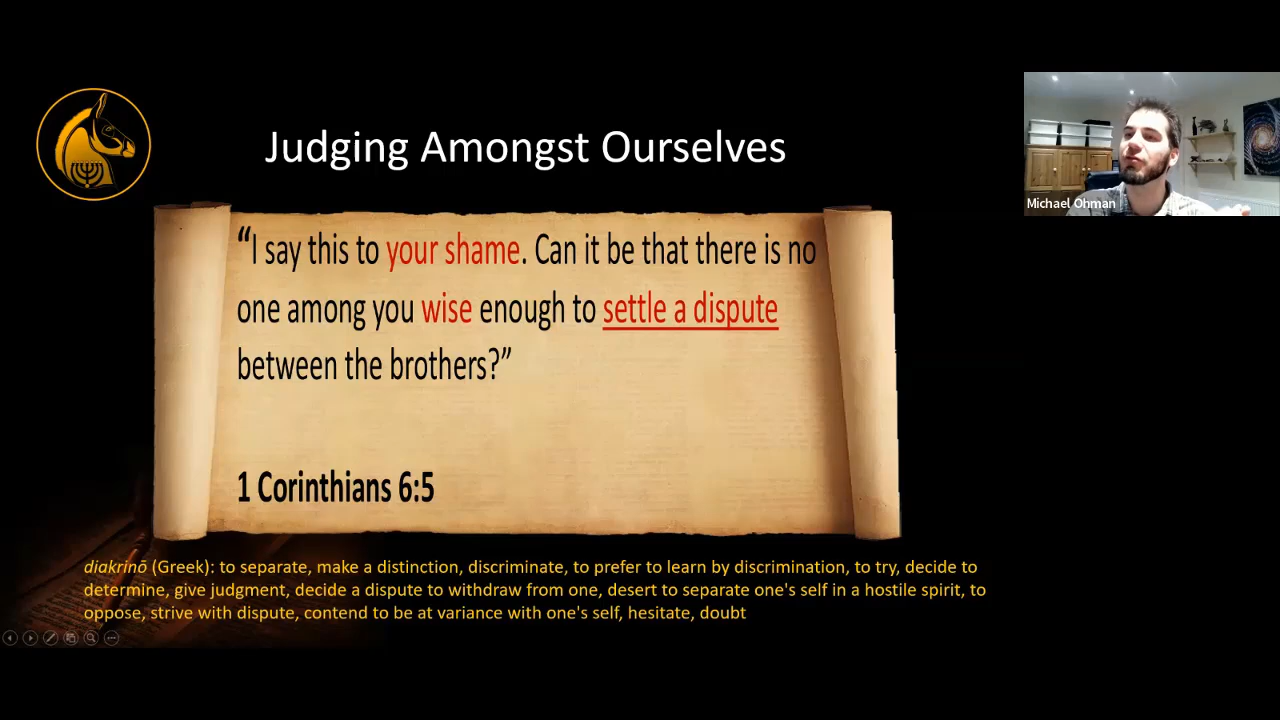 Judging Amongst Ourselves
Michael Ohman
“I say this to your shame. Can it be that there is no
one among you wise enough to settle a dispute
between the brothers?”
1 Corinthians 6:5
diakrinō (Greek): to separate, make a distinction, discriminate, to prefer to learn by discrimination, to try, decide to
determine, give judgment, decide a dispute to withdraw from one, desert to separate one's self in a hostile spirit, to
oppose, strive with dispute, contend to be at variance with one's self, hesitate, doubt